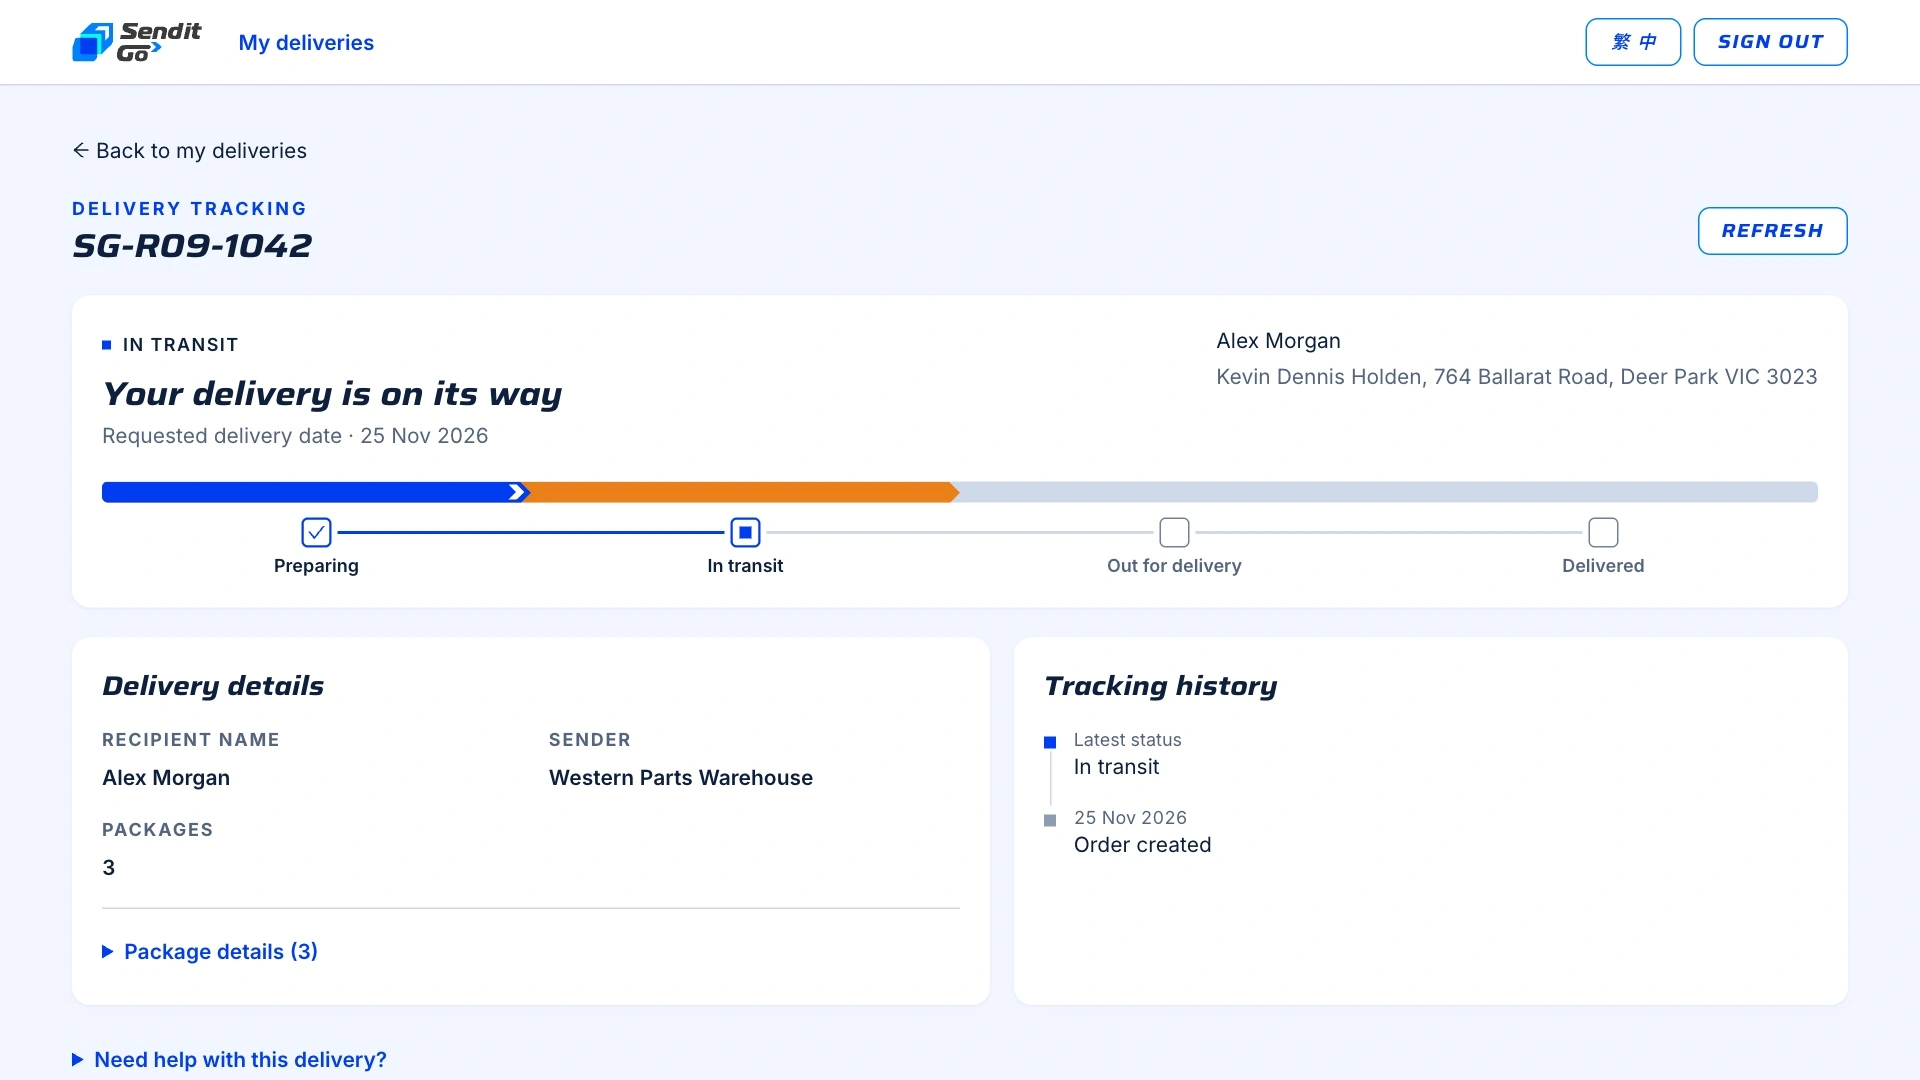 Sendit
Go
My deliveries
繁 中
SIGN OUT
← Back to my deliveries
DELIVERY TRACKING
SG-R09-1042
REFRESH
IN TRANSIT
Your delivery is on its way
Requested delivery date · 25 Nov 2026
Alex Morgan
Kevin Dennis Holden, 764 Ballarat Road, Deer Park VIC 3023
Preparing
In transit
Out for delivery
Delivered
Delivery details
RECIPIENT NAME
Alex Morgan
SENDER
Western Parts Warehouse
PACKAGES
3
Package details (3)
Tracking history
Latest status
In transit
25 Nov 2026
Order created
Need help with this delivery?